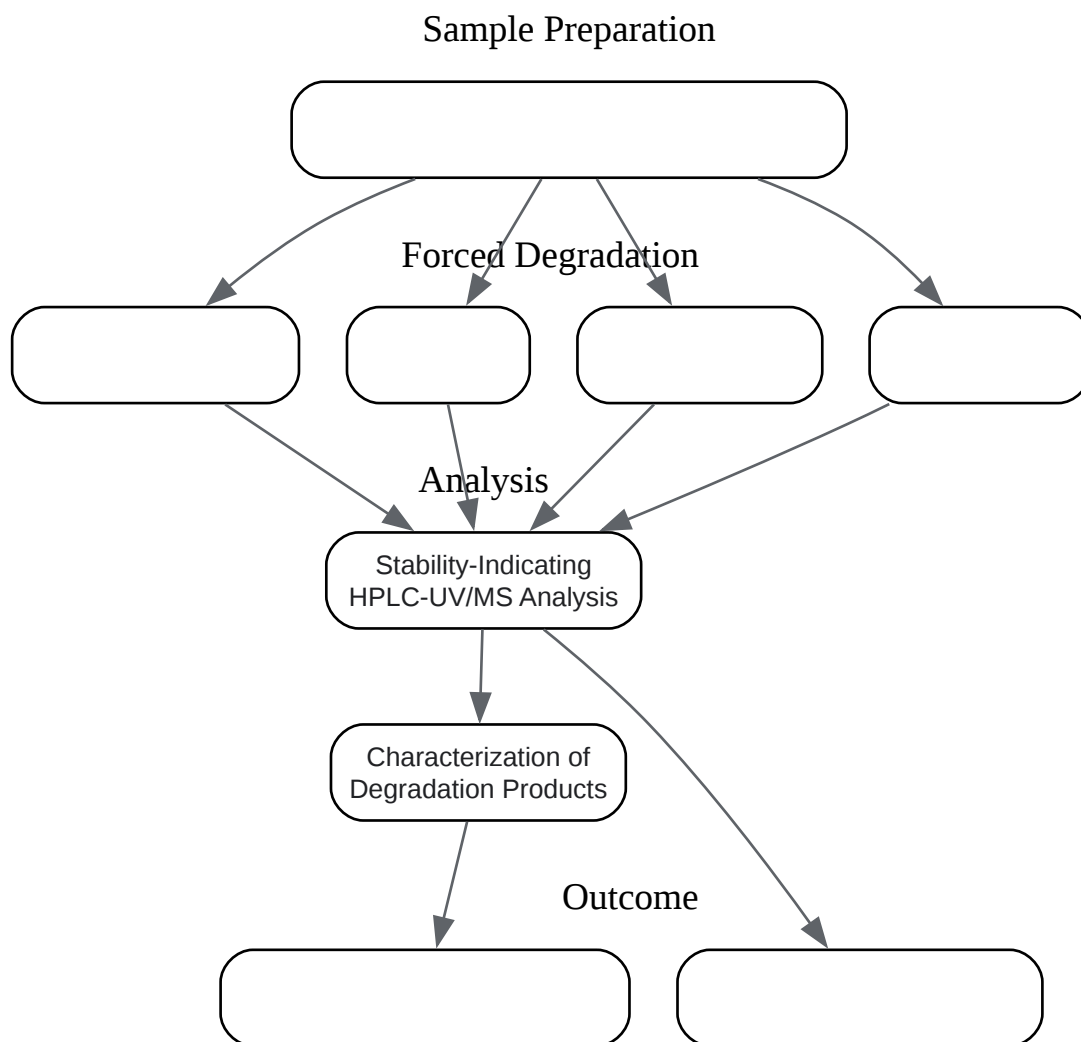 Sample Preparation
Forced Degradation
Analysis
Stability-Indicating
HPLC-UV/MS Analysis
Characterization of
Degradation Products
Outcome